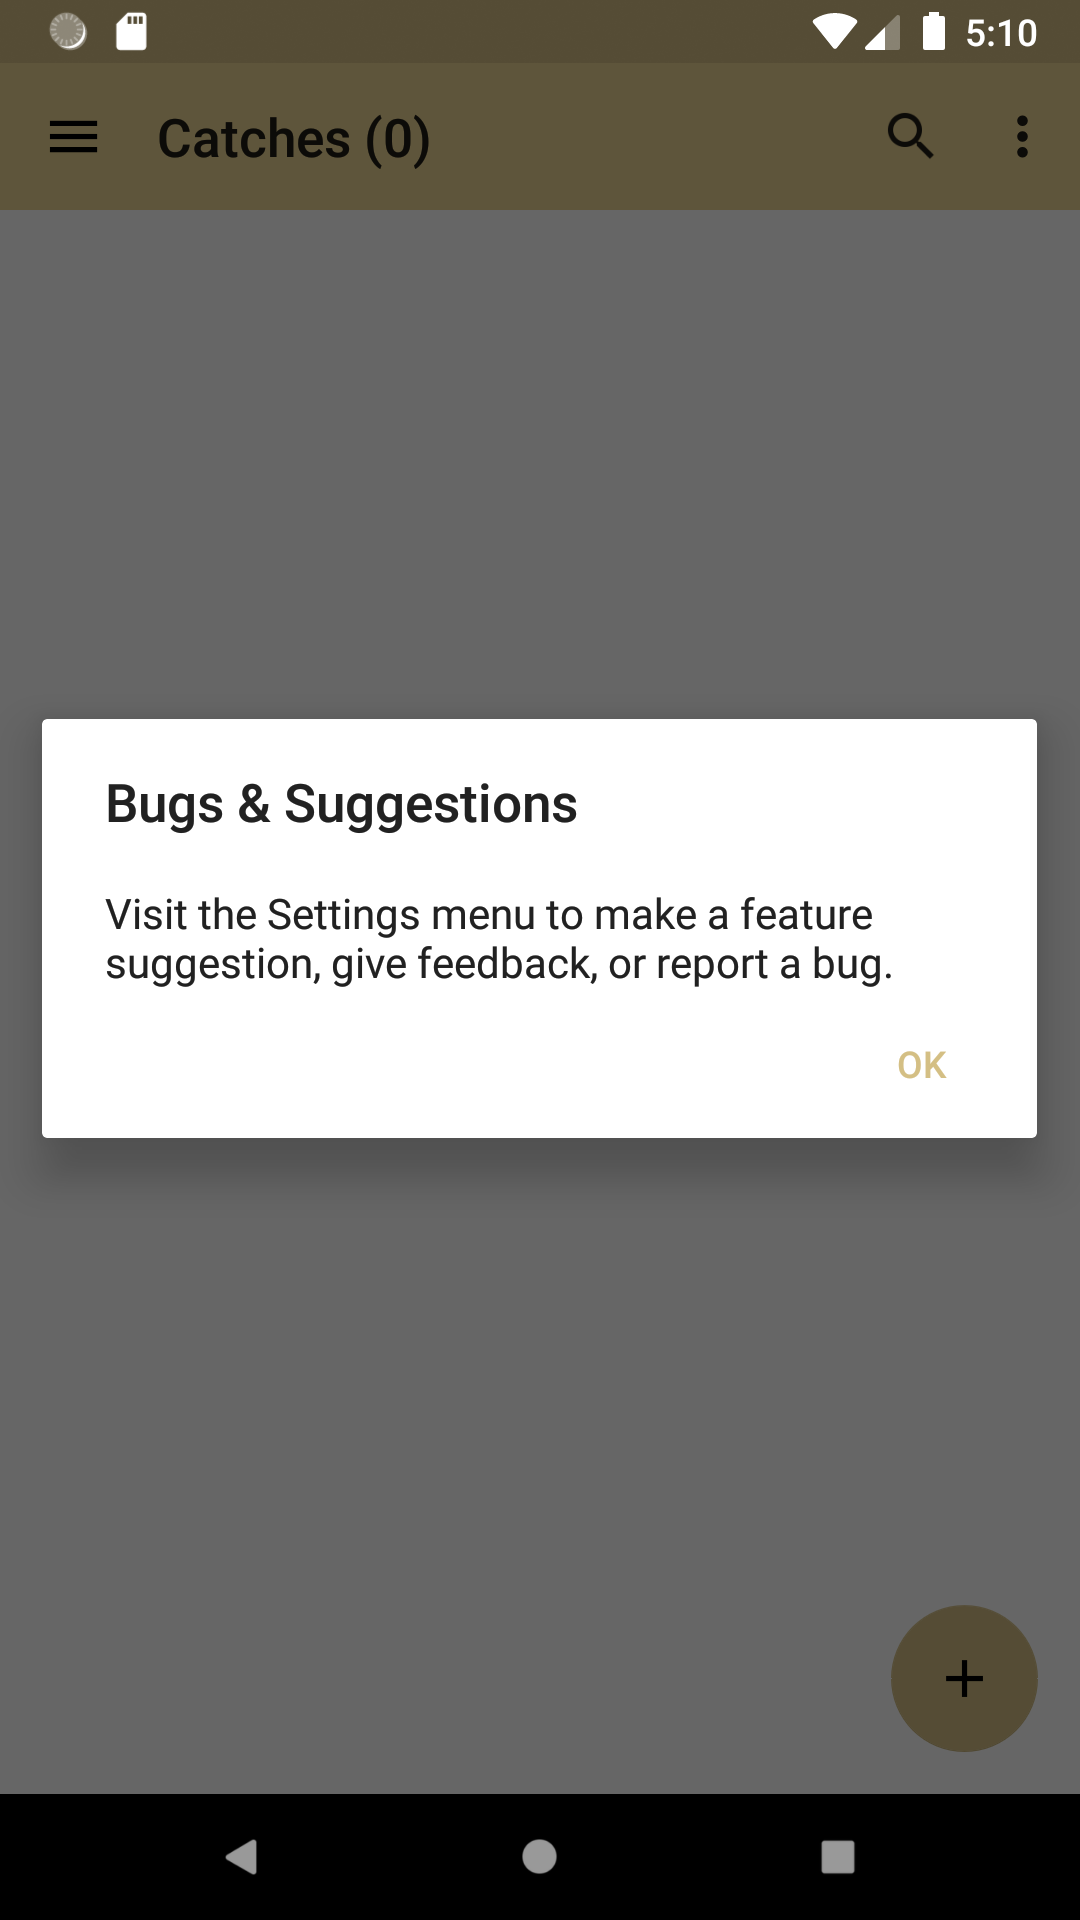 5:10
Catches (0)
Bugs & Suggestions
Visit the Settings menu to make a feature
suggestion, give feedback, or report a bug.
OK